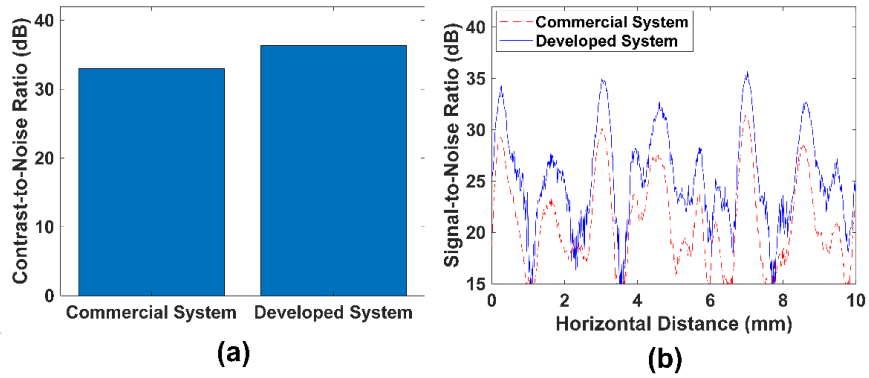 Contrast-to-Noise Ratio (dB)
40
30
20
10
0
Commercial System
Developed System
(a)
Signal-to-Noise Ratio (dB)
40
35
30
25
20
15
Commercial System
Developed System
0
2
4
6
8
10
Horizontal Distance (mm)
(b)